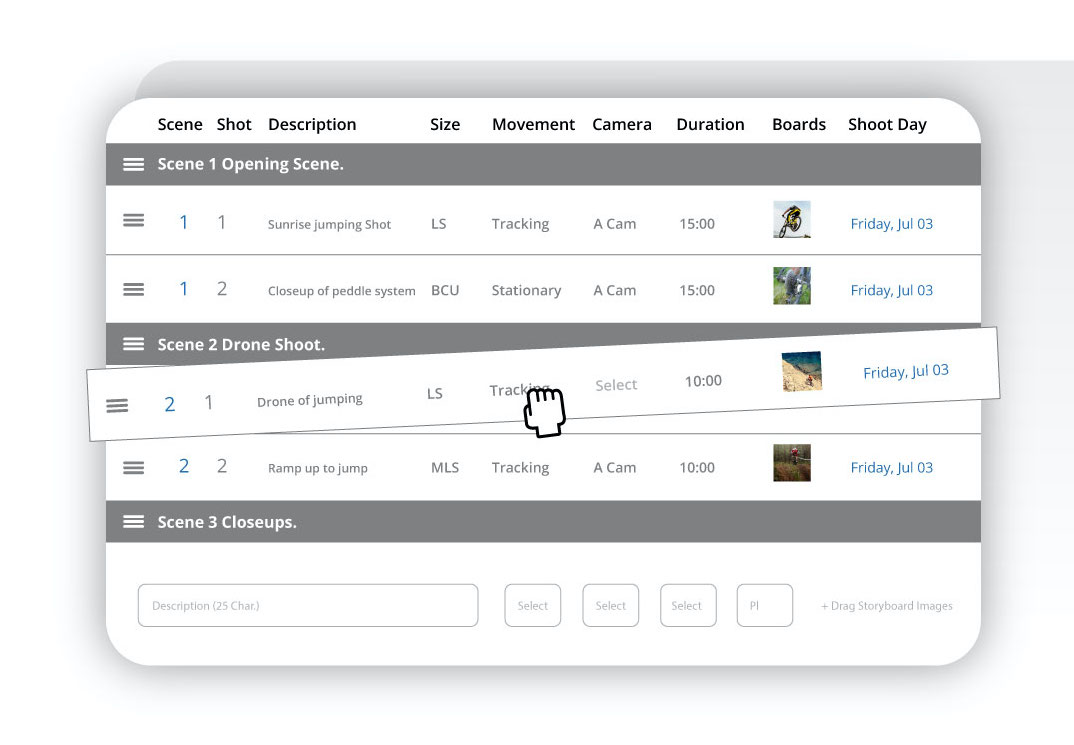 Scene Shot Description Size Movement Camera Duration Boards Shoot Day
Scene 1 Opening Scene.
1 1 Sunrise jumping Shot LS Tracking A Cam 15:00 Friday, Jul 03
1 2 Closeup of peddle system BCU Stationary A Cam 15:00 Friday, Jul 03
Scene 2 Drone Shoot.
2 1 Drone of jumping LS Tracking Select 10:00 Friday, Jul 03
2 2 Ramp up to jump MLS Tracking A Cam 10:00 Friday, Jul 03
Scene 3 Closeups.
Description (25 Char.) Select Select Select Pl + Drag Storyboard Images